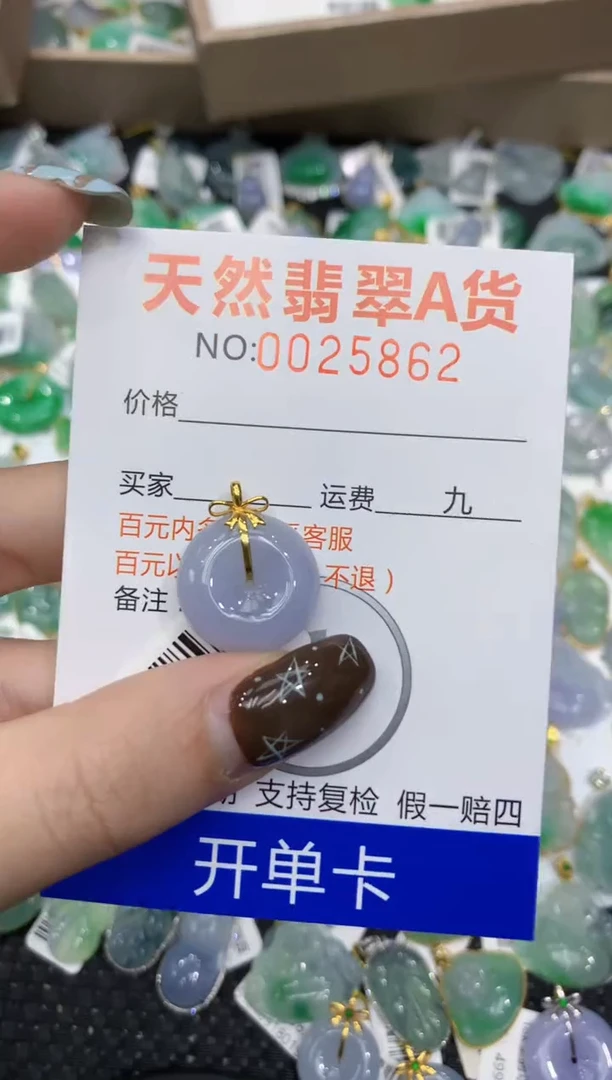 天然翡翠A货
NO:0025862
价格
买家 运费 九
百元内 客服
百元以 不退）
备注：
支持复检 假一赔四
开单卡